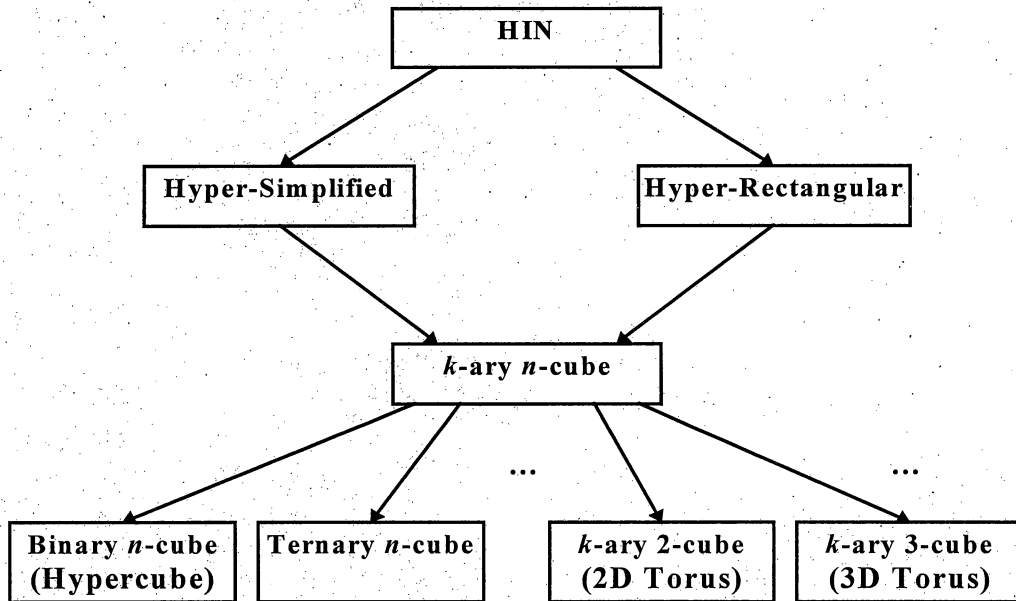 HIN
Hyper-Simplified
Hyper-Rectangular
k-ary n-cube
...
...
Binary n-cube
(Hypercube)
Ternary n-cube
k-ary 2-cube
(2D Torus)
k-ary 3-cube
(3D Torus)